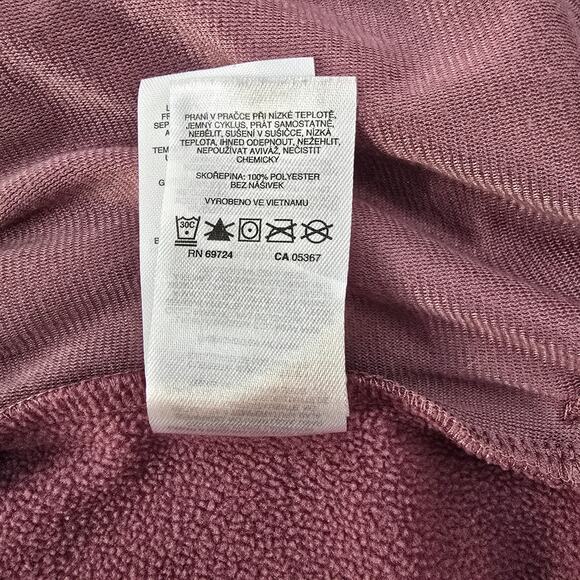 PRANÍ V PRAČCE PŘI NÍZKÉ TEPLOTĚ,
JEMNÝ CYKLUS, PRÁT SAMOSTATNĚ,
NEBĚLIT, SUŠENÍ V SUŠIČCE, NÍZKÁ
TEPLOTA, IHNED ODEPNOUT, NEŽEHLIT,
NEPOUŽÍVAT AVIVÁŽ, NEČISTIT
CHEMICKY
SKOŘEPINA: 100% POLYESTER
BEZ NÁŠIVEK
VYROBENO VE VIETNAMU
30C
RN 69724 CA 05367